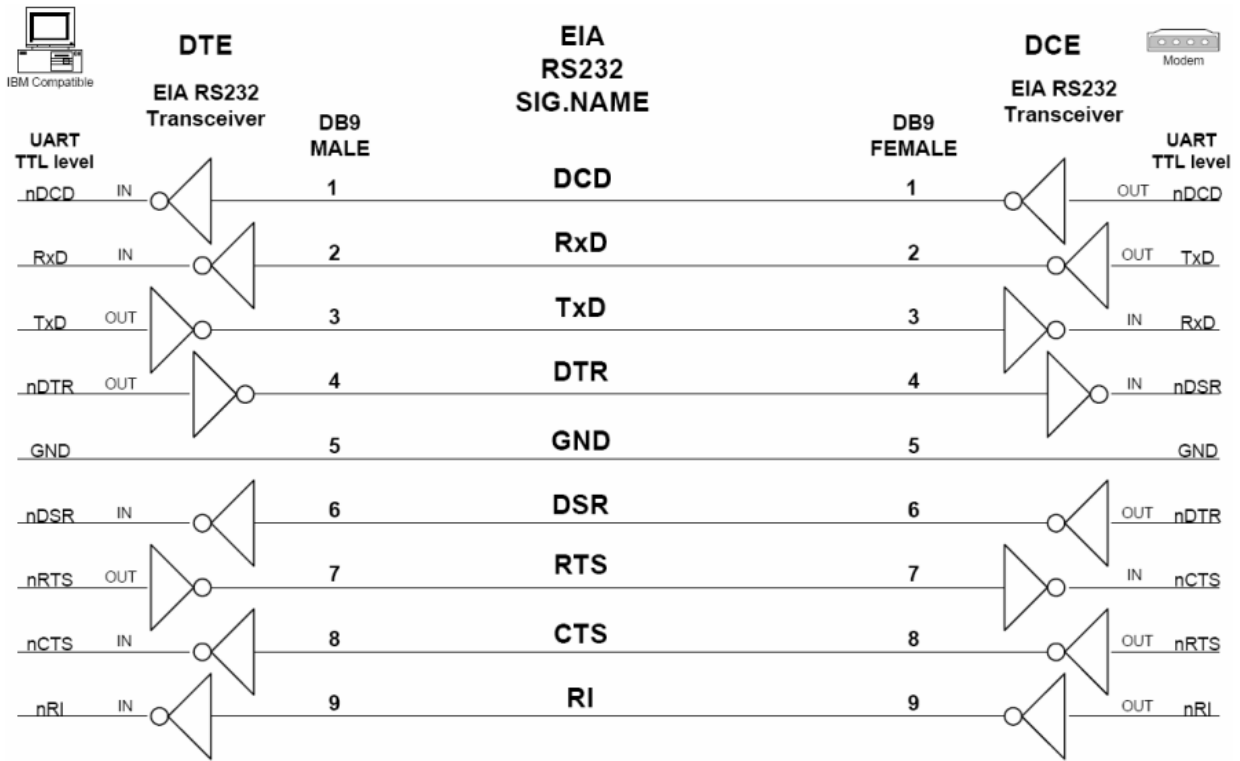 IBM Compatible
DTE
EIA RS232
Transceiver
UART
TTL level
DB9
MALE
EIA
RS232
SIG.NAME
DB9
FEMALE
DCE
EIA RS232
Transceiver
Modem
UART
TTL level
nDCD IN 1 DCD 1 OUT nDCD
RxD IN 2 RxD 2 OUT TxD
TxD OUT 3 TxD 3 IN RxD
nDTR OUT 4 DTR 4 IN nDSR
GND 5 GND 5 GND
nDSR IN 6 DSR 6 OUT nDTR
nRTS OUT 7 RTS 7 IN nCTS
nCTS IN 8 CTS 8 OUT nRTS
nRI IN 9 RI 9 OUT nRI